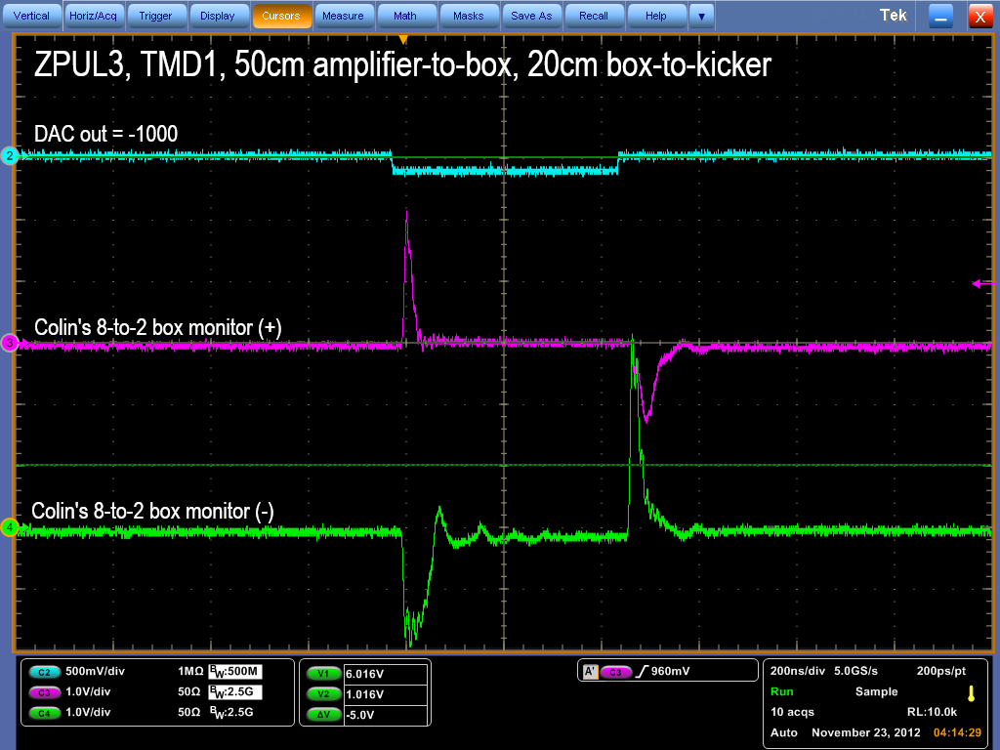 Vertical Horiz/Acq Trigger Display Cursors Measure Math Masks Save As Recall Help ▼ Tek X
ZPUL3, TMD1, 50cm amplifier-to-box, 20cm box-to-kicker
DAC out = -1000
2
Colin's 8-to-2 box monitor (+)
3
Colin's 8-to-2 box monitor (-)
4
C2 500mV/div 1MΩ BW:500M
C3 1.0V/div 50Ω BW:2.5G
C4 1.0V/div 50Ω BW:2.5G
V1 6.016V
V2 1.016V
ΔV -5.0V
A' C3 960mV
200ns/div 5.0GS/s 200ps/pt
Run Sample
10 acqs RL:10.0k
Auto November 23, 2012 04:14:29